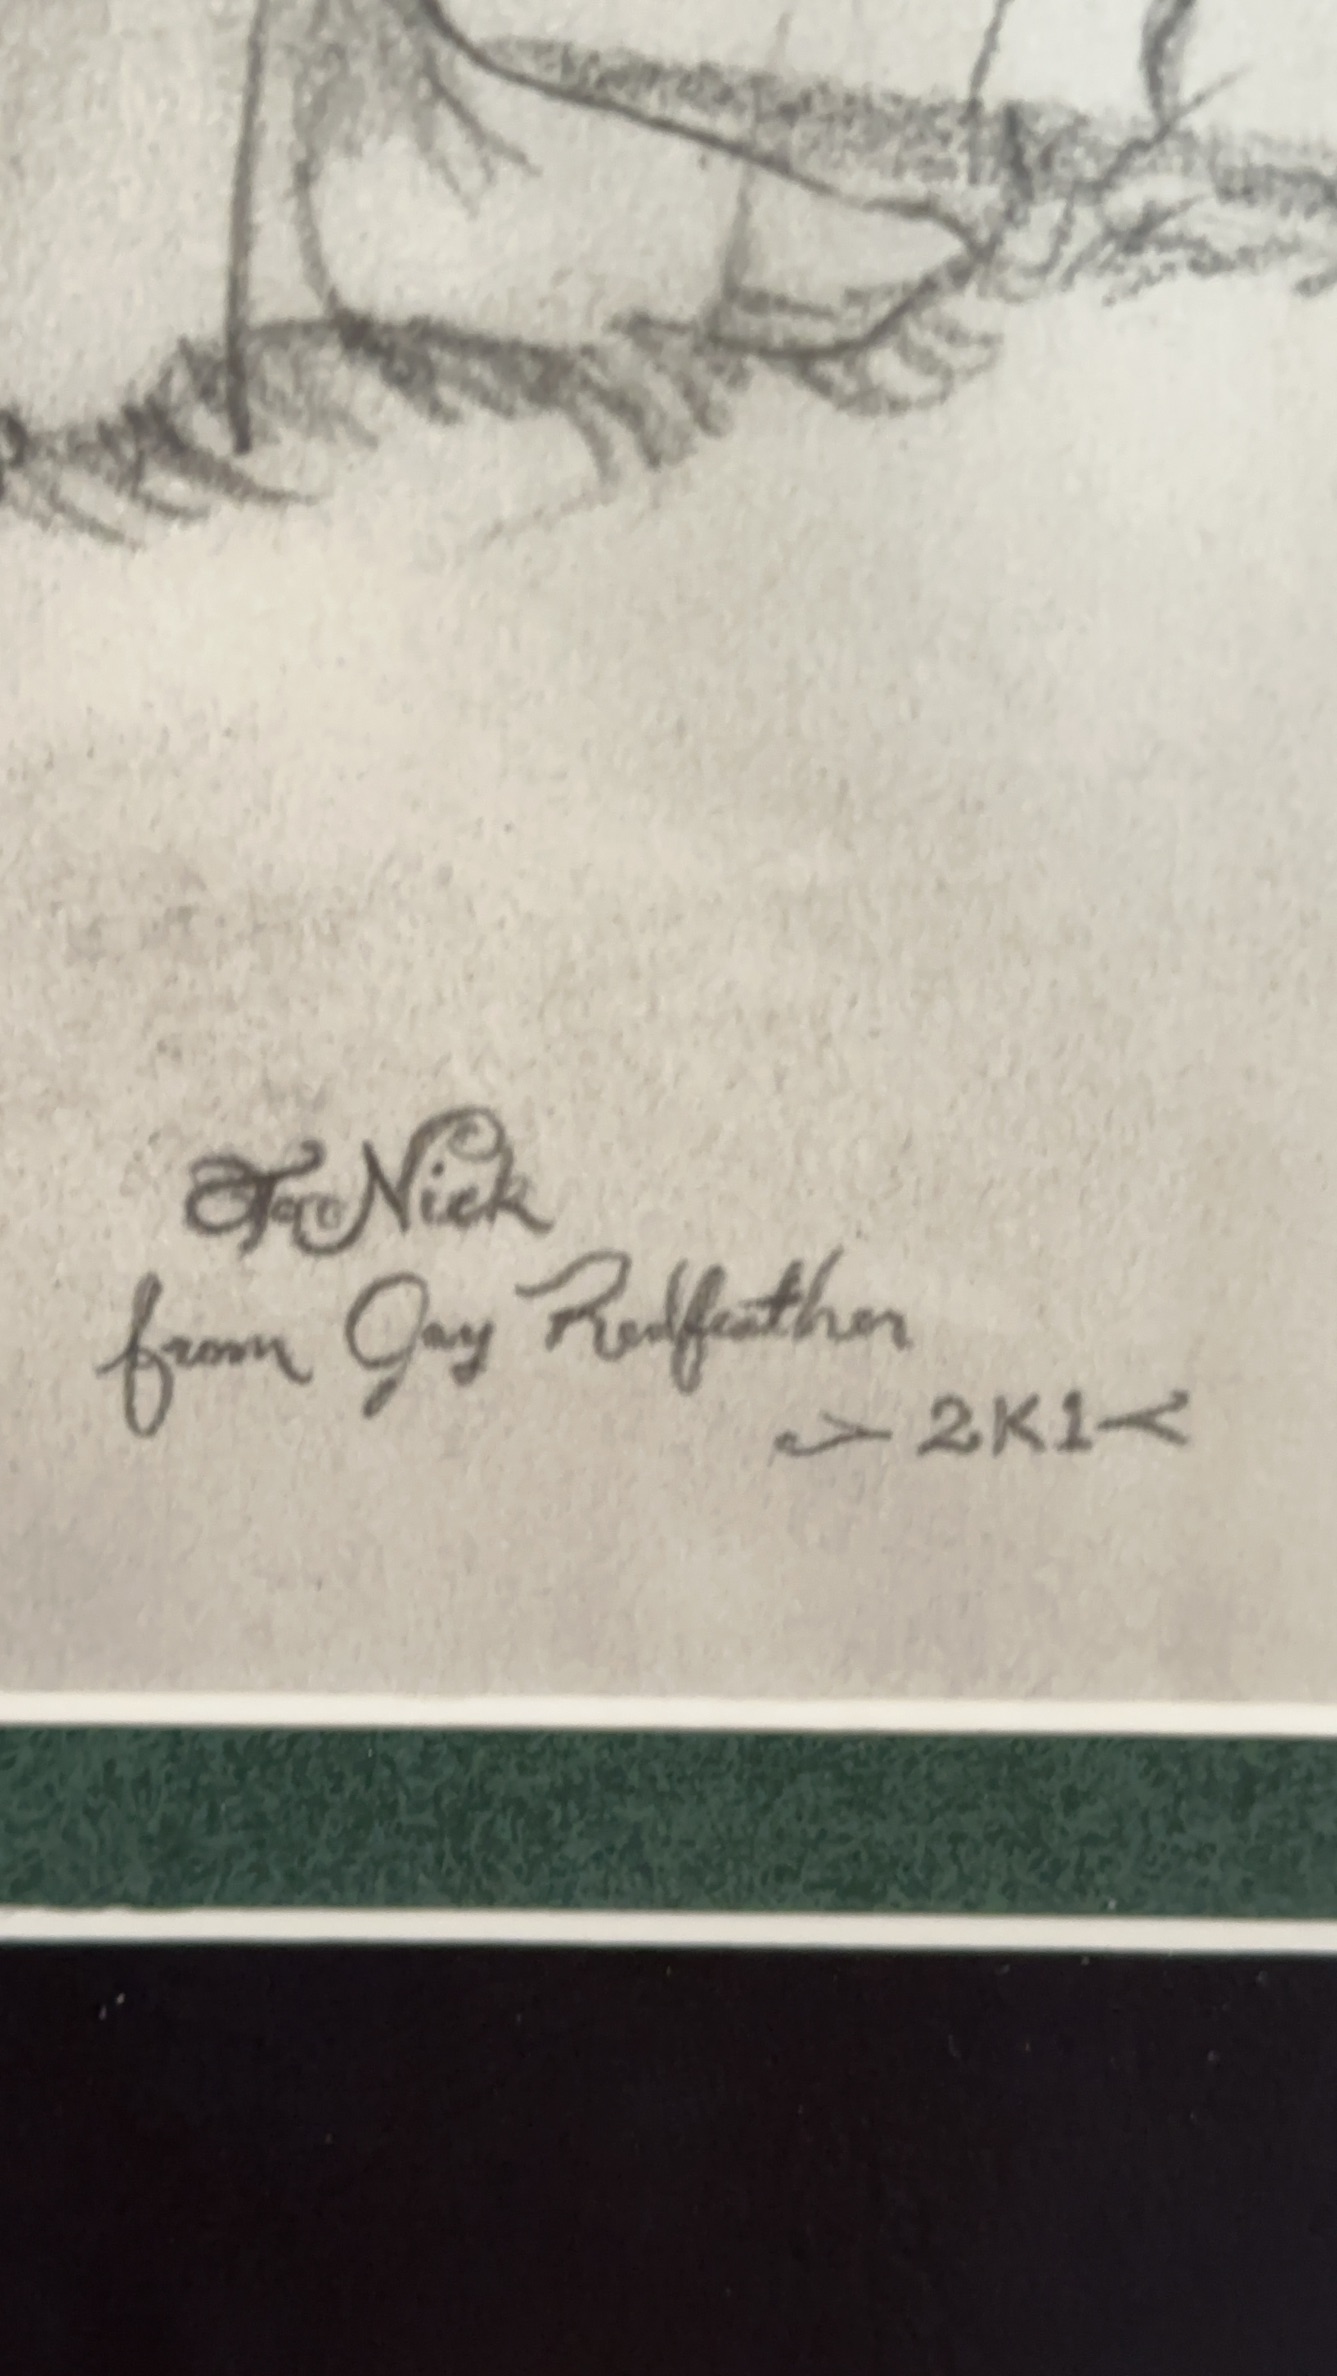 To Nick
from Jay Redfeather
2K1